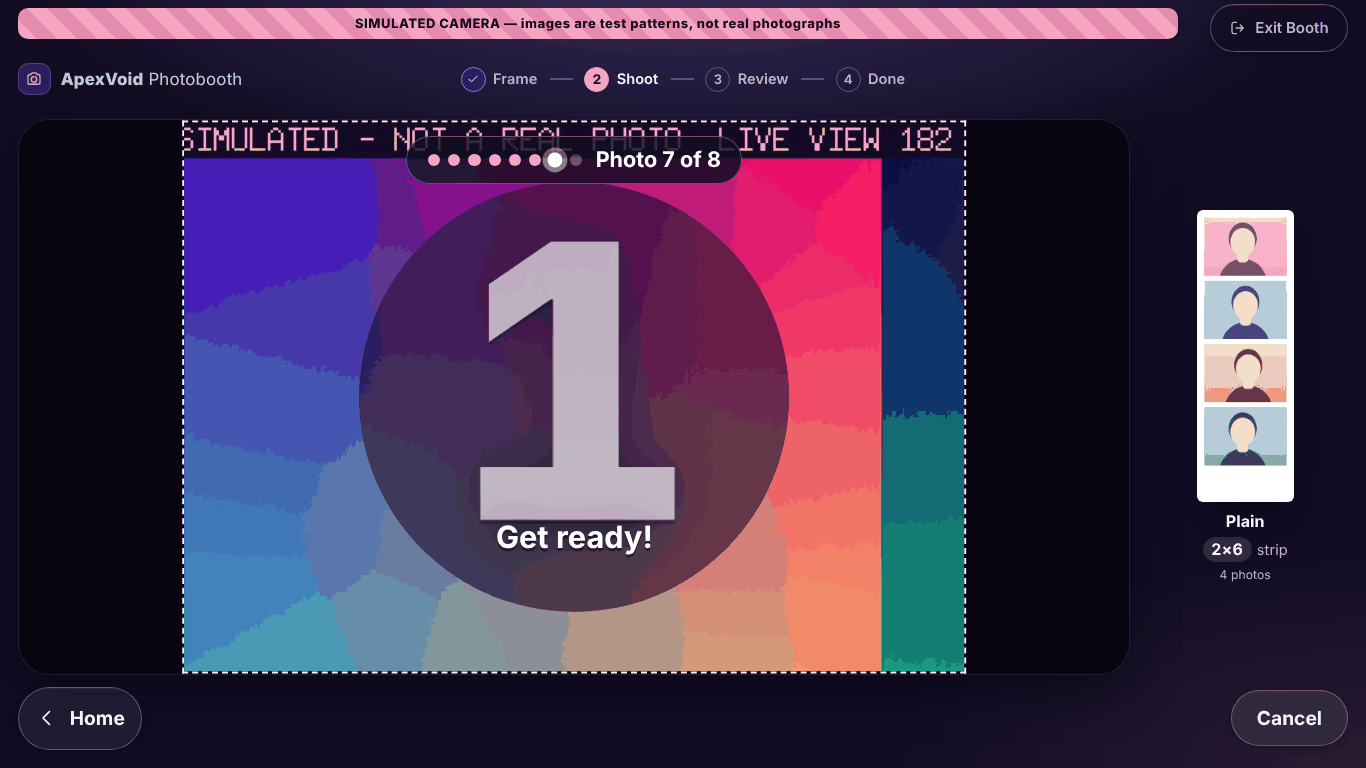 SIMULATED CAMERA — images are test patterns, not real photographs
Exit Booth
ApexVoid Photobooth
Frame
2 Shoot
3 Review
4 Done
SIMULATED - NOT A REAL PHOTO LIVE VIEW 182
Photo 7 of 8
1
Get ready!
Plain
2×6 strip
4 photos
Home
Cancel